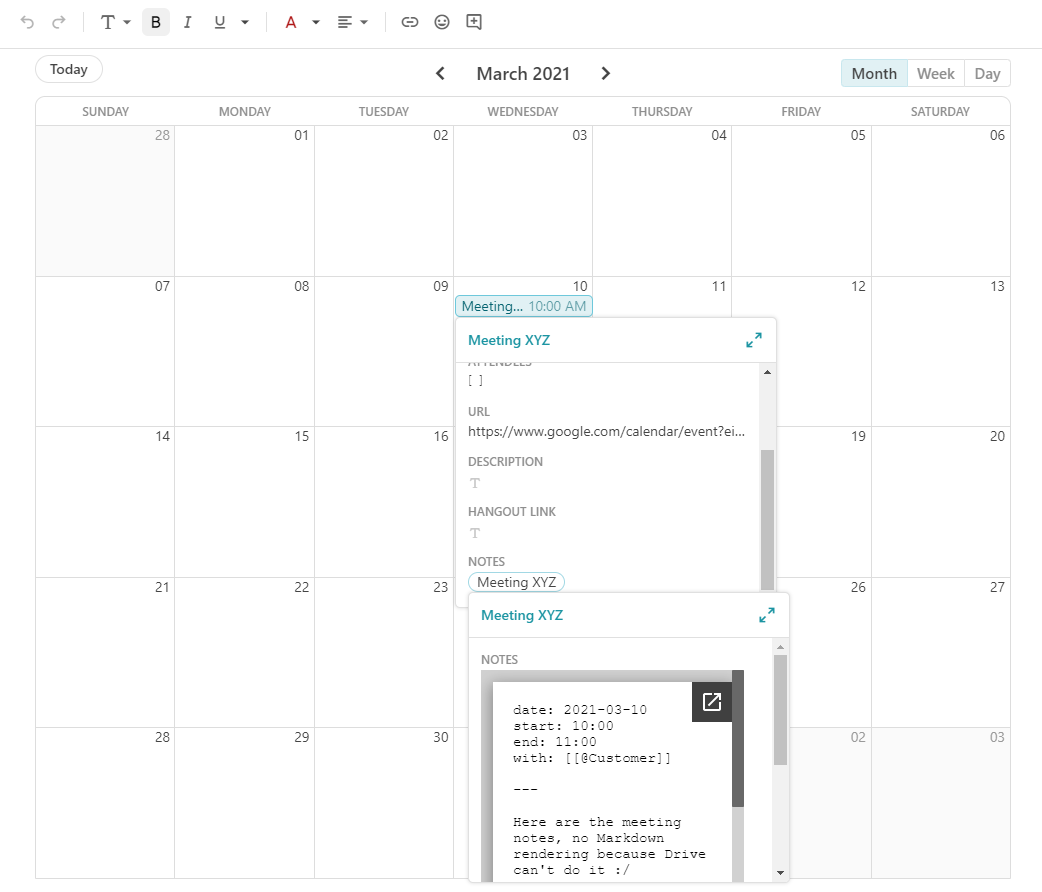 T B I U A
Today
March 2021
Month Week Day
SUNDAY MONDAY TUESDAY WEDNESDAY THURSDAY FRIDAY SATURDAY
28 01 02 03 04 05 06
07 08 09 10 11 12 13
Meeting... 10:00 AM
Meeting XYZ
ATTENDEES
[ ]
URL
https://www.google.com/calendar/event?ei...
14 15 16 19 20
DESCRIPTION
T
HANGOUT LINK
T
NOTES
Meeting XYZ
21 22 23 26 27
Meeting XYZ
NOTES
date: 2021-03-10
start: 10:00
end: 11:00
with: [[@Customer]]
28 29 30 02 03
---
Here are the meeting
notes, no Markdown
rendering because Drive
can't do it :/